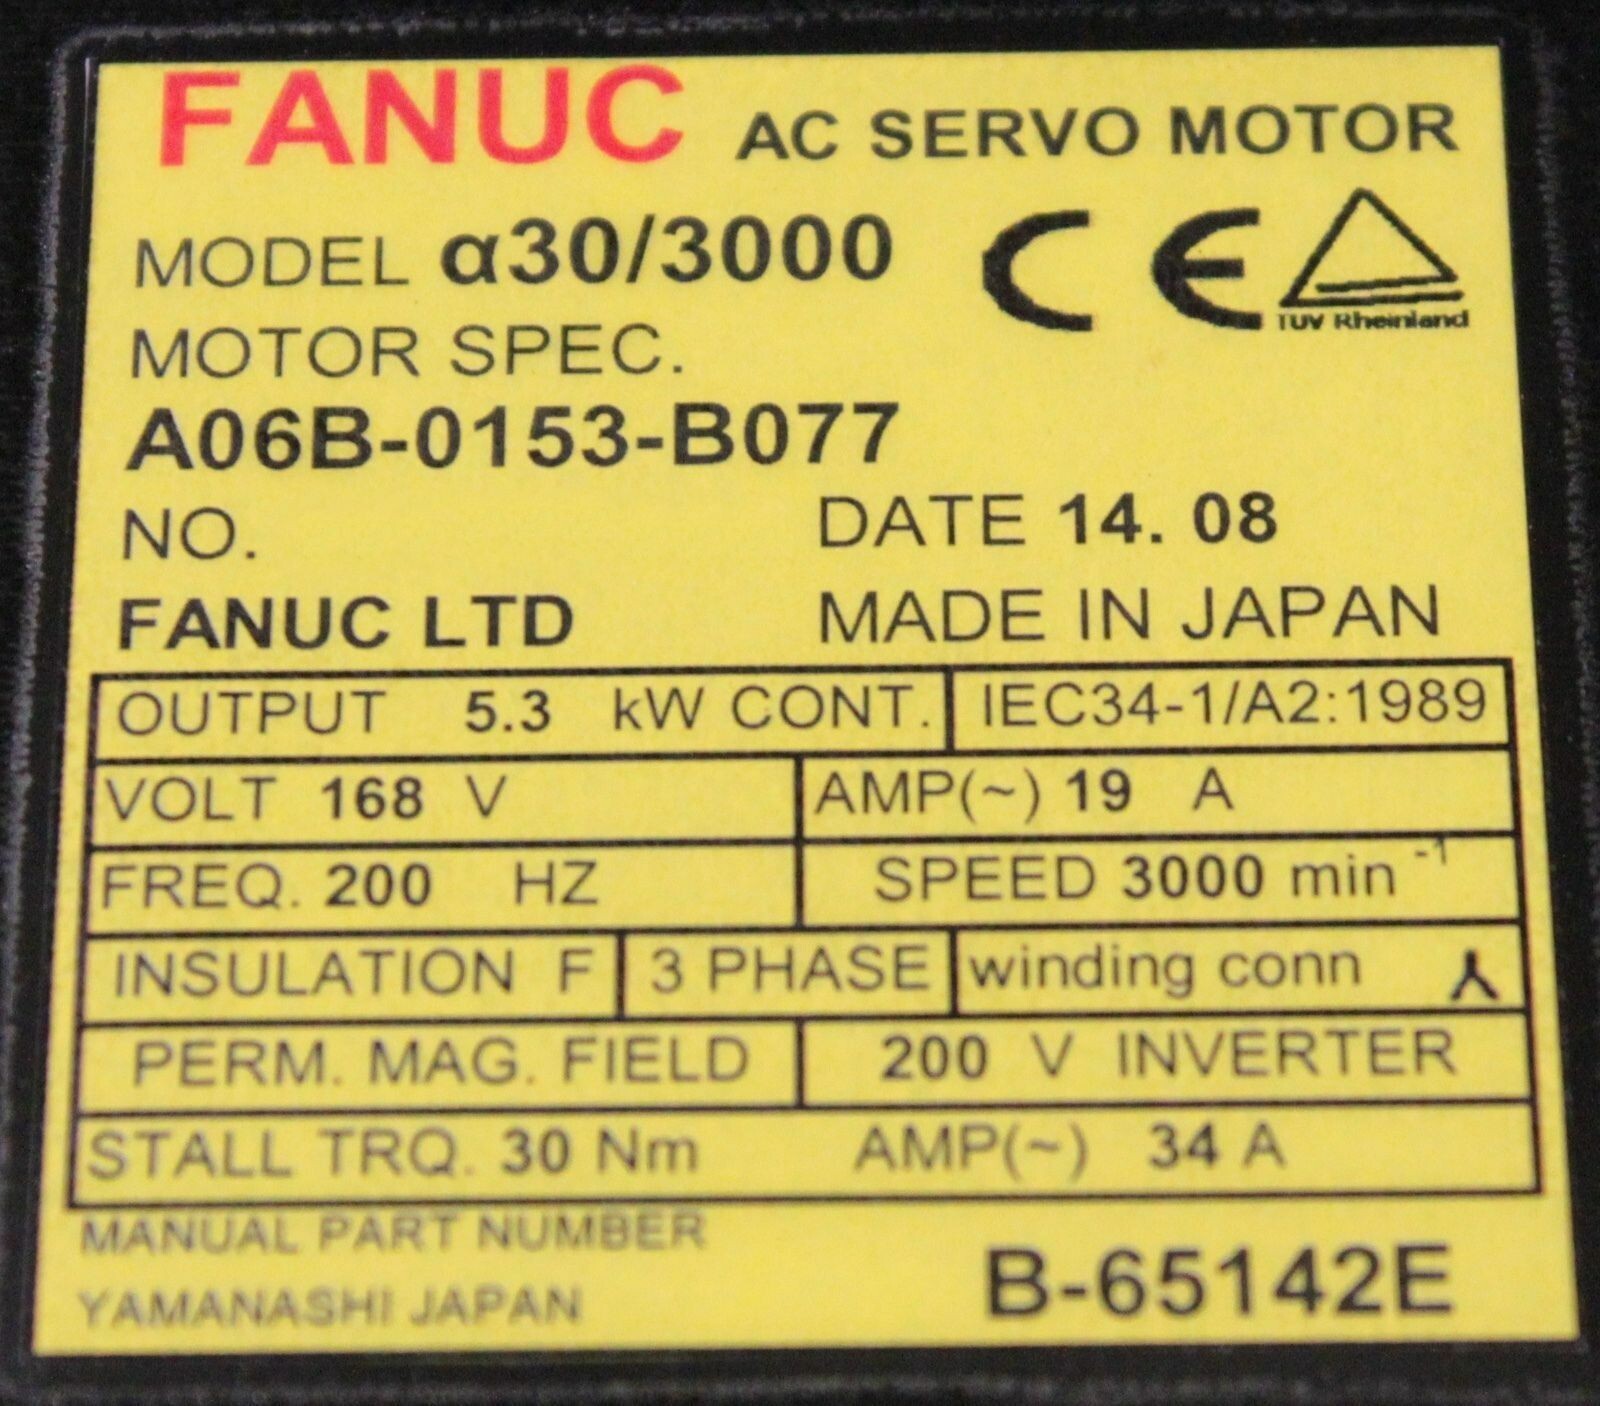 FANUC AC SERVO MOTOR
MODEL α30/3000
CE
TUV Rheinland
MOTOR SPEC.
A06B-0153-B077
NO. DATE 14. 08
FANUC LTD MADE IN JAPAN
OUTPUT 5.3 kW CONT. IEC34-1/A2:1989
VOLT 168 V AMP(~) 19 A
FREQ. 200 HZ SPEED 3000 min⁻¹
INSULATION F 3 PHASE winding conn
PERM. MAG. FIELD 200 V INVERTER
STALL TRQ. 30 Nm AMP(~) 34 A
MANUAL PART NUMBER
YAMANASHI JAPAN B-65142E